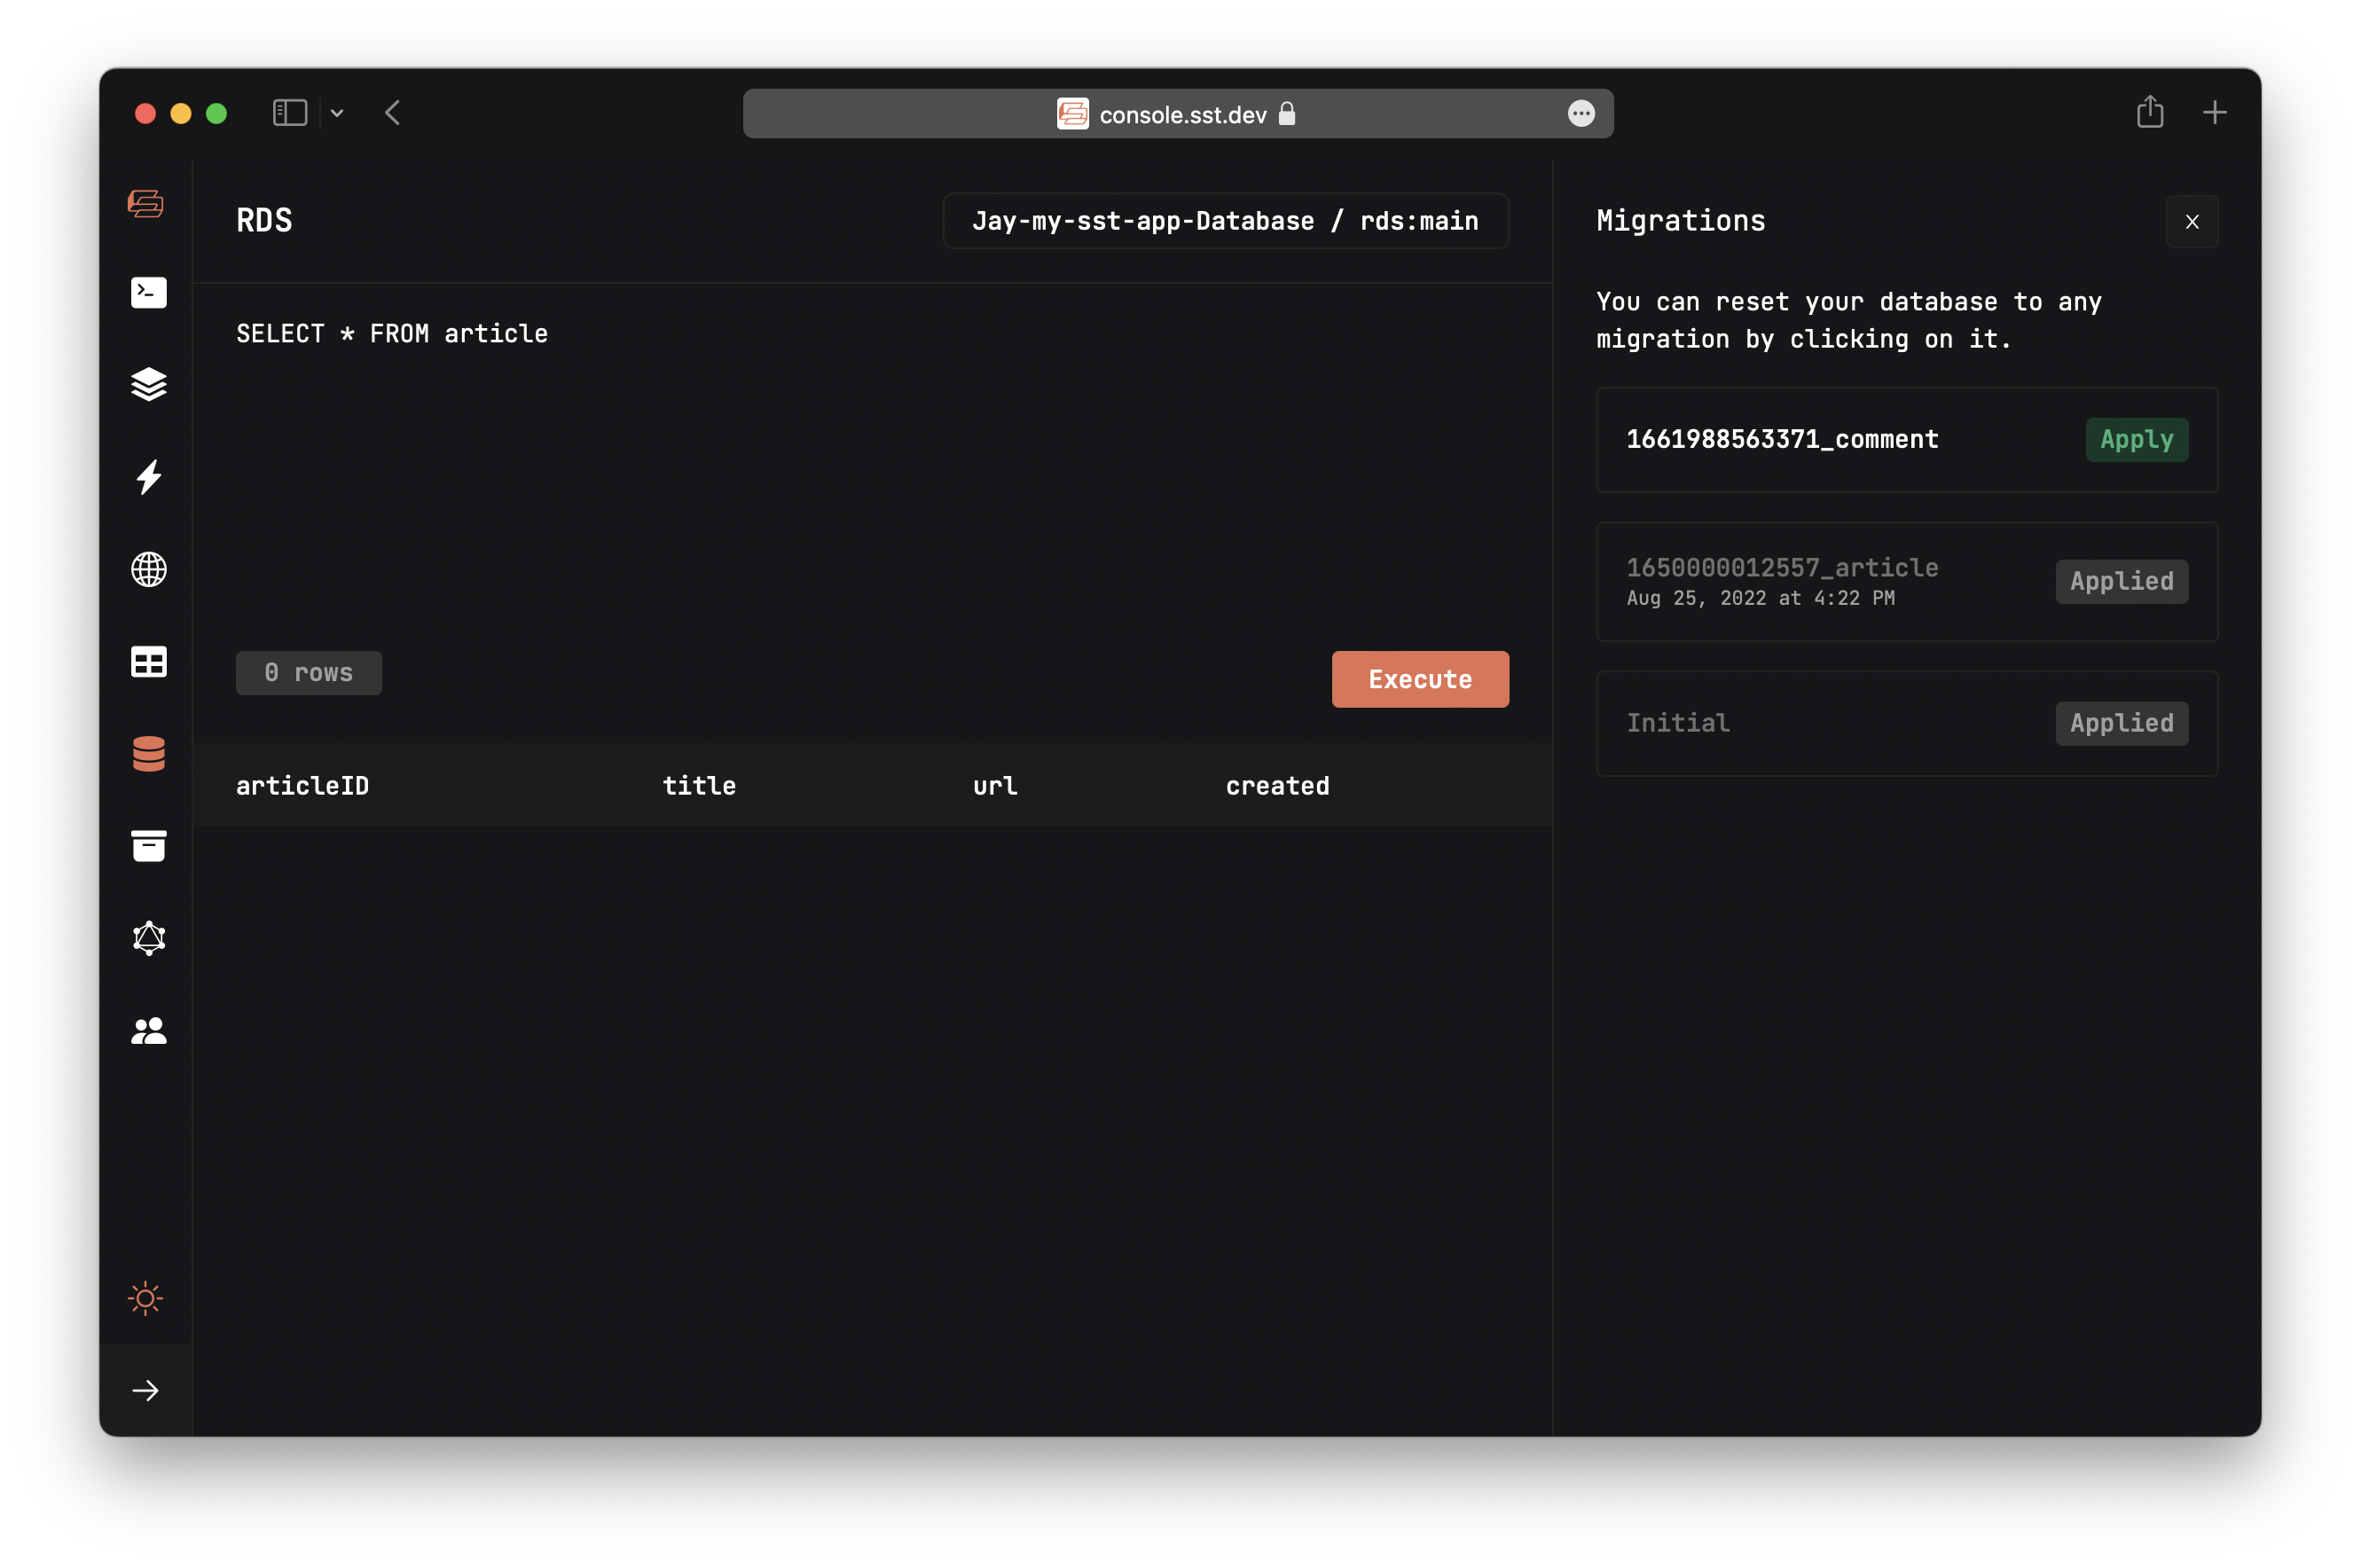 console.sst.dev
RDS
Jay-my-sst-app-Database / rds:main
SELECT * FROM article
0 rows
Execute
articleID title url created
Migrations
X
You can reset your database to any
migration by clicking on it.
1661988563371_comment
Apply
1650000012557_article
Aug 25, 2022 at 4:22 PM
Applied
Initial
Applied